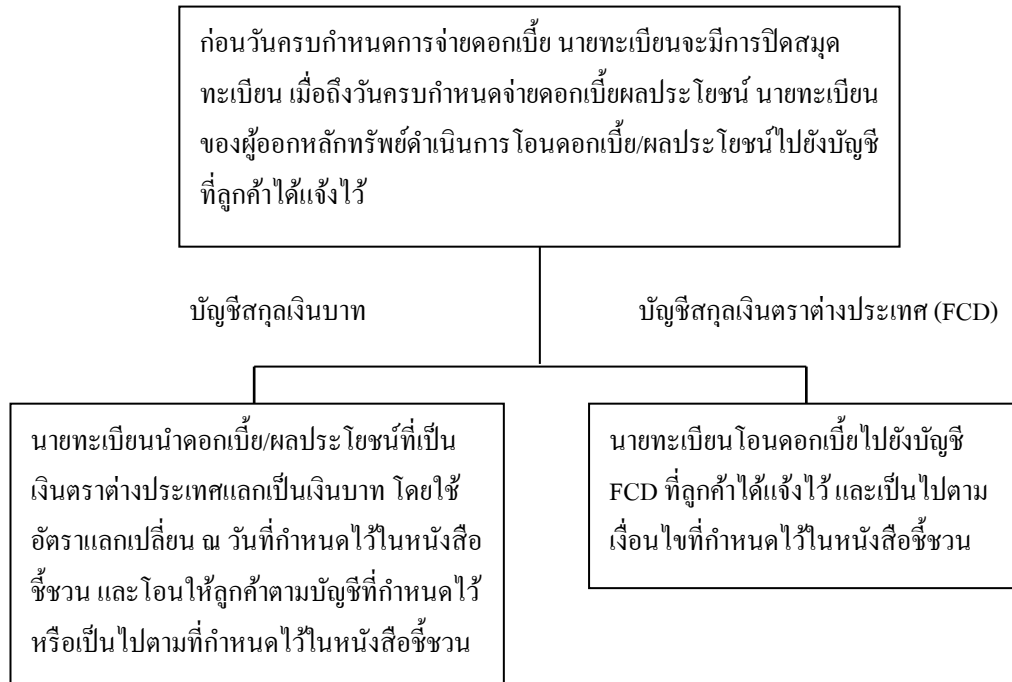 ก่อนวันครบกำหนดการจ่ายดอกเบี้ย นายทะเบียนจะมีการปิดสมุด
ทะเบียน เมื่อถึงวันครบกำหนดจ่ายดอกเบี้ยผลประโยชน์ นายทะเบียน
ของผู้ออกหลักทรัพย์ดำเนินการโอนดอกเบี้ย/ผลประโยชน์ไปยังบัญชี
ที่ลูกค้าได้แจ้งไว้
บัญชีสกุลเงินบาท
บัญชีสกุลเงินตราต่างประเทศ (FCD)
นายทะเบียนนำดอกเบี้ย/ผลประโยชน์ที่เป็น
เงินตราต่างประเทศแลกเป็นเงินบาท โดยใช้
อัตราแลกเปลี่ยน ณ วันที่กำหนดไว้ในหนังสือ
ชี้ชวน และโอนให้ลูกค้าตามบัญชีที่กำหนดไว้
หรือเป็นไปตามที่กำหนดไว้ในหนังสือชี้ชวน
นายทะเบียนโอนดอกเบี้ยไปยังบัญชี
FCD ที่ลูกค้าได้แจ้งไว้ และเป็นไปตาม
เงื่อนไขที่กำหนดไว้ในหนังสือชี้ชวน